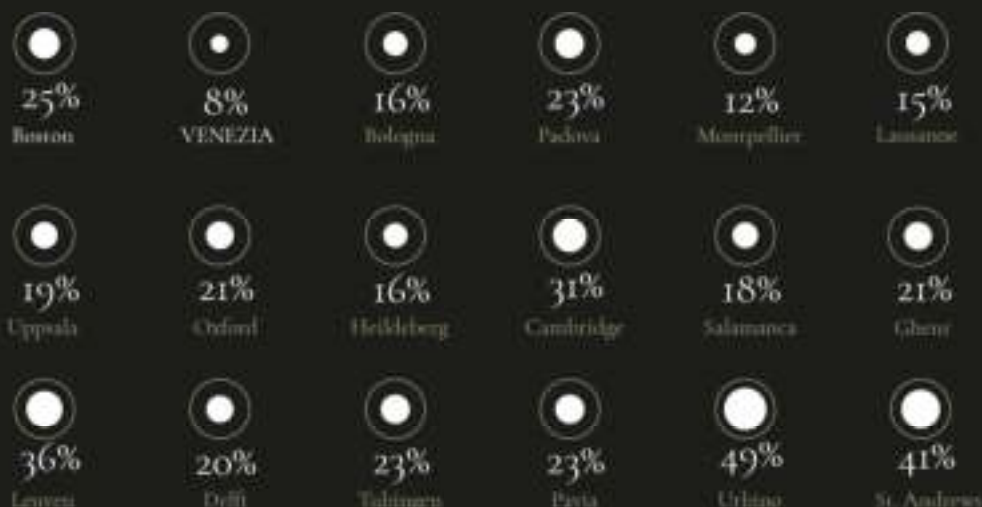 25% 8% 16% 23% 12% 15%
Boston VENEZIA Bologna Padova Montpellier Lausanne
19% 21% 16% 31% 18% 21%
Uppsala Oxford Heildeberg Cambridge Salamanca Ghent
36% 20% 23% 23% 49% 41%
Leuven Delft Tubingen Pavia Urbino St. Andrews